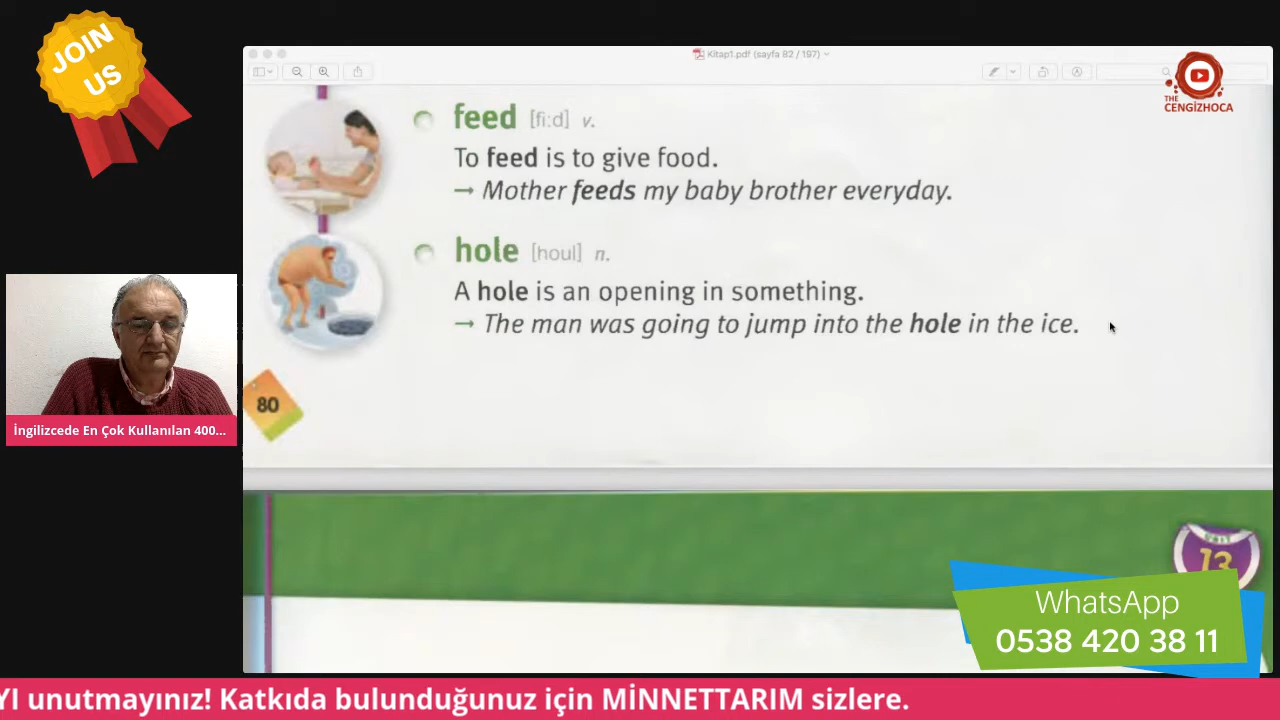 JOIN
US
Kitap1.pdf (sayfa 82 / 197)
THE
CENGİZHOCA
feed [fi:d] v.
To feed is to give food.
→ Mother feeds my baby brother everyday.
hole [houl] n.
A hole is an opening in something.
→ The man was going to jump into the hole in the ice.
80
İngilizcede En Çok Kullanılan 400...
UNIT
13
WhatsApp
0538 420 38 11
YI unutmayınız! Katkıda bulunduğunuz için MİNNETTARIM sizlere.